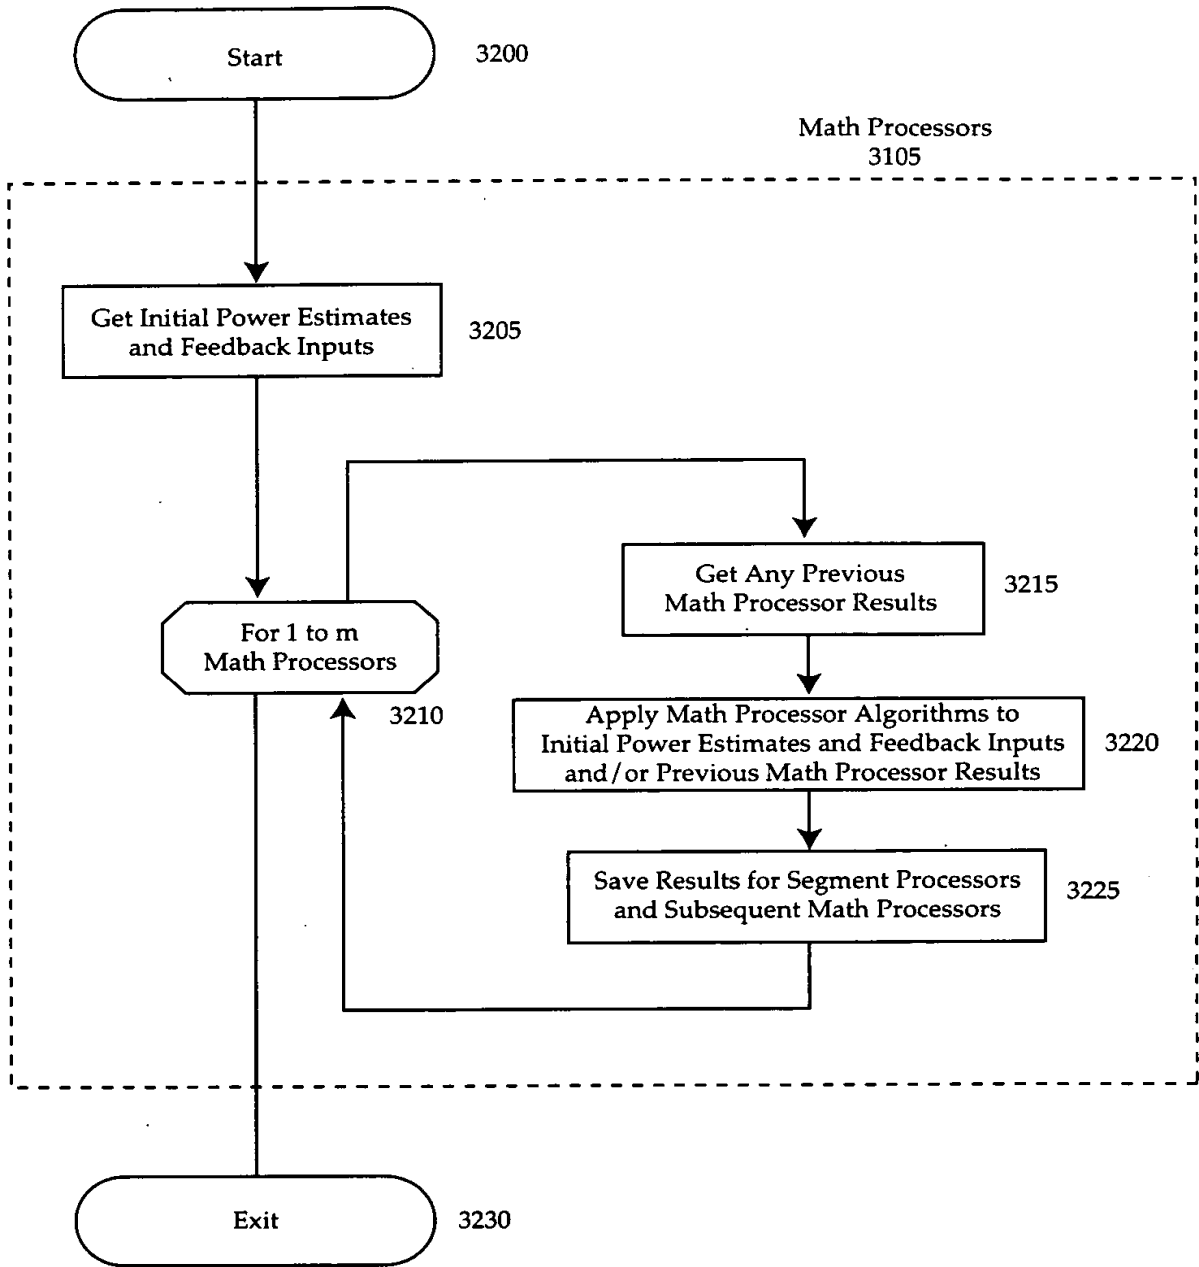 Start
3200
Math Processors
3105
Get Initial Power Estimates
and Feedback Inputs
3205
Get Any Previous
Math Processor Results
3215
For 1 to m
Math Processors
3210
Apply Math Processor Algorithms to
Initial Power Estimates and Feedback Inputs
and/or Previous Math Processor Results
3220
Save Results for Segment Processors
and Subsequent Math Processors
3225
Exit
3230